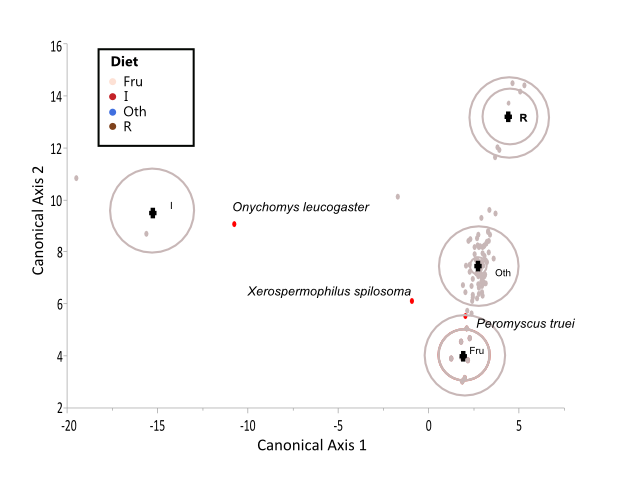 16
Diet
Fru
I
Oth
R
14
R
12
Canonical Axis 2
10
I
Onychomys leucogaster
8
Oth
Xerospermophilus spilosoma
6
Peromyscus truei
4
Fru
2
-20 -15 -10 -5 0 5
Canonical Axis 1